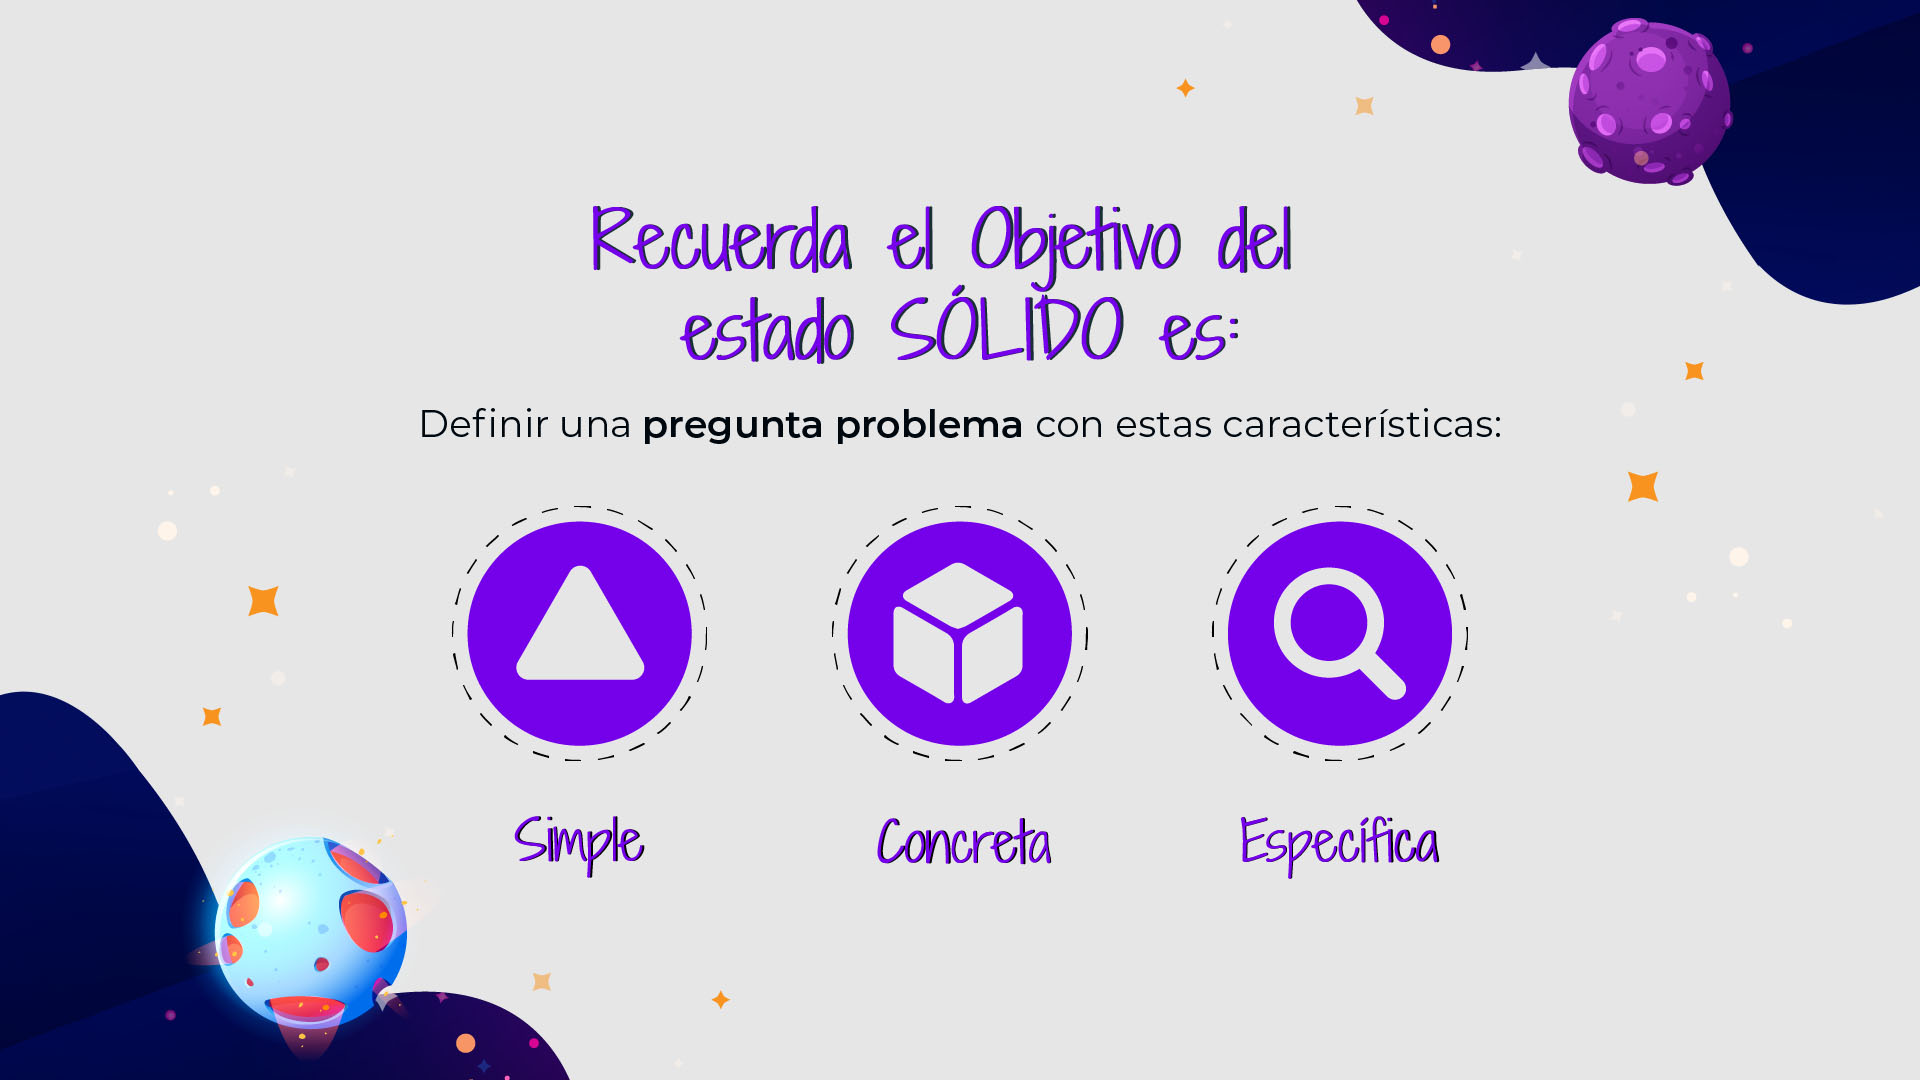 Recuerda el Objetivo del
estado SÓLIDO es:
Definir una pregunta problema con estas características:
Simple
Concreta
Específica